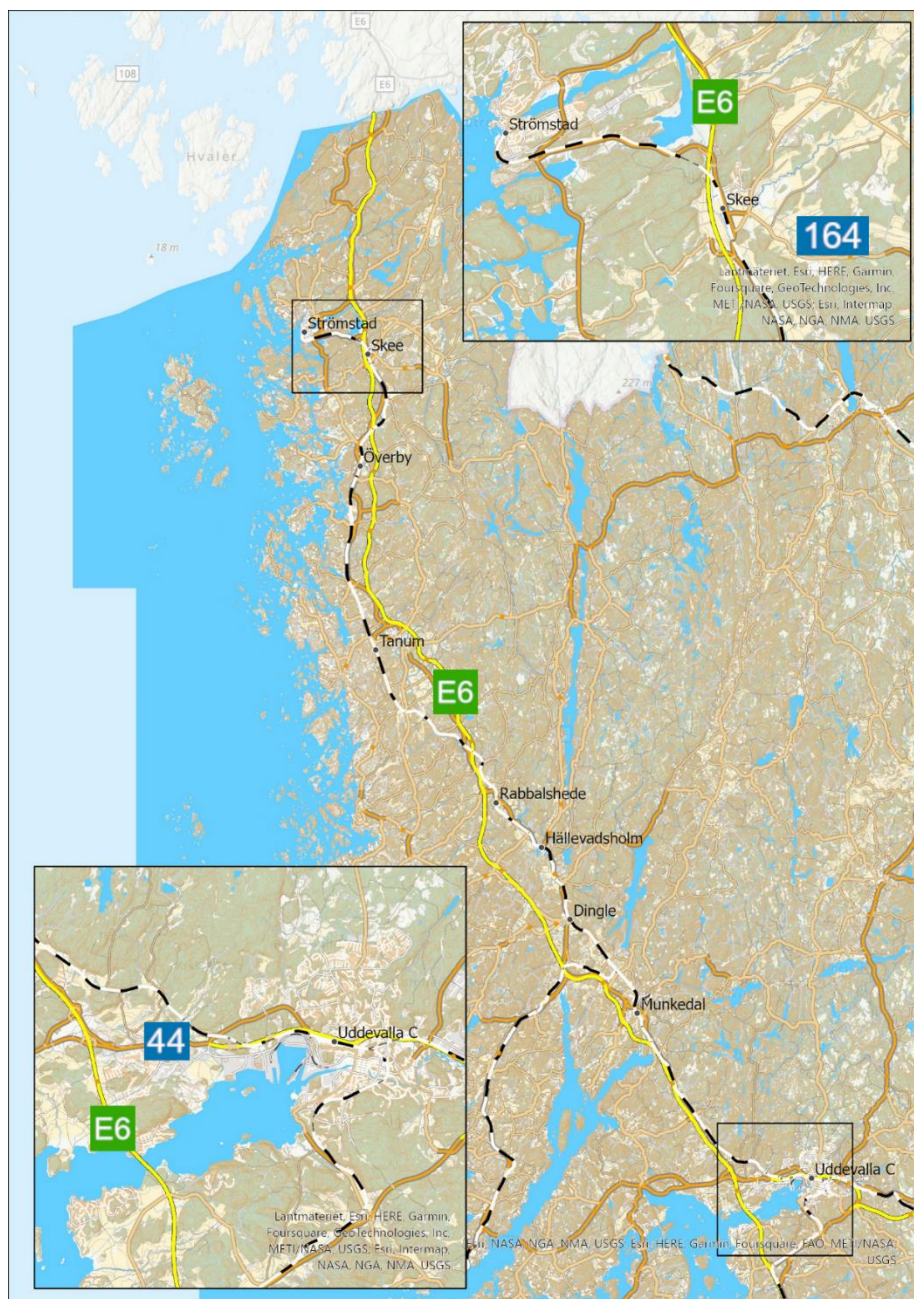 E6
108
E6
Hvaler
18 m
Strömstad
E6
Skee
164
Lantmäteriet, Esri, HERE, Garmin,
Foursquare, GeoTechnologies, Inc,
METI/NASA, USGS; Esri, Intermap,
NASA, NGA, NMA, USGS
Strömstad
Skee
227 m
Överby
Tanum
E6
Rabbalshede
Hällevadsholm
Dingle
Munkedal
Uddevalla C
44
E6
Uddevalla C
Lantmäteriet, Esri, HERE, Garmin,
Foursquare, GeoTechnologies, Inc,
METI/NASA, USGS, Esri, Intermap,
NASA, NGA, NMA, USGS
Esri, NASA, NGA, NMA, USGS, Esri, HERE, Garmin, Foursquare, FAO, METI/NASA,
USGS